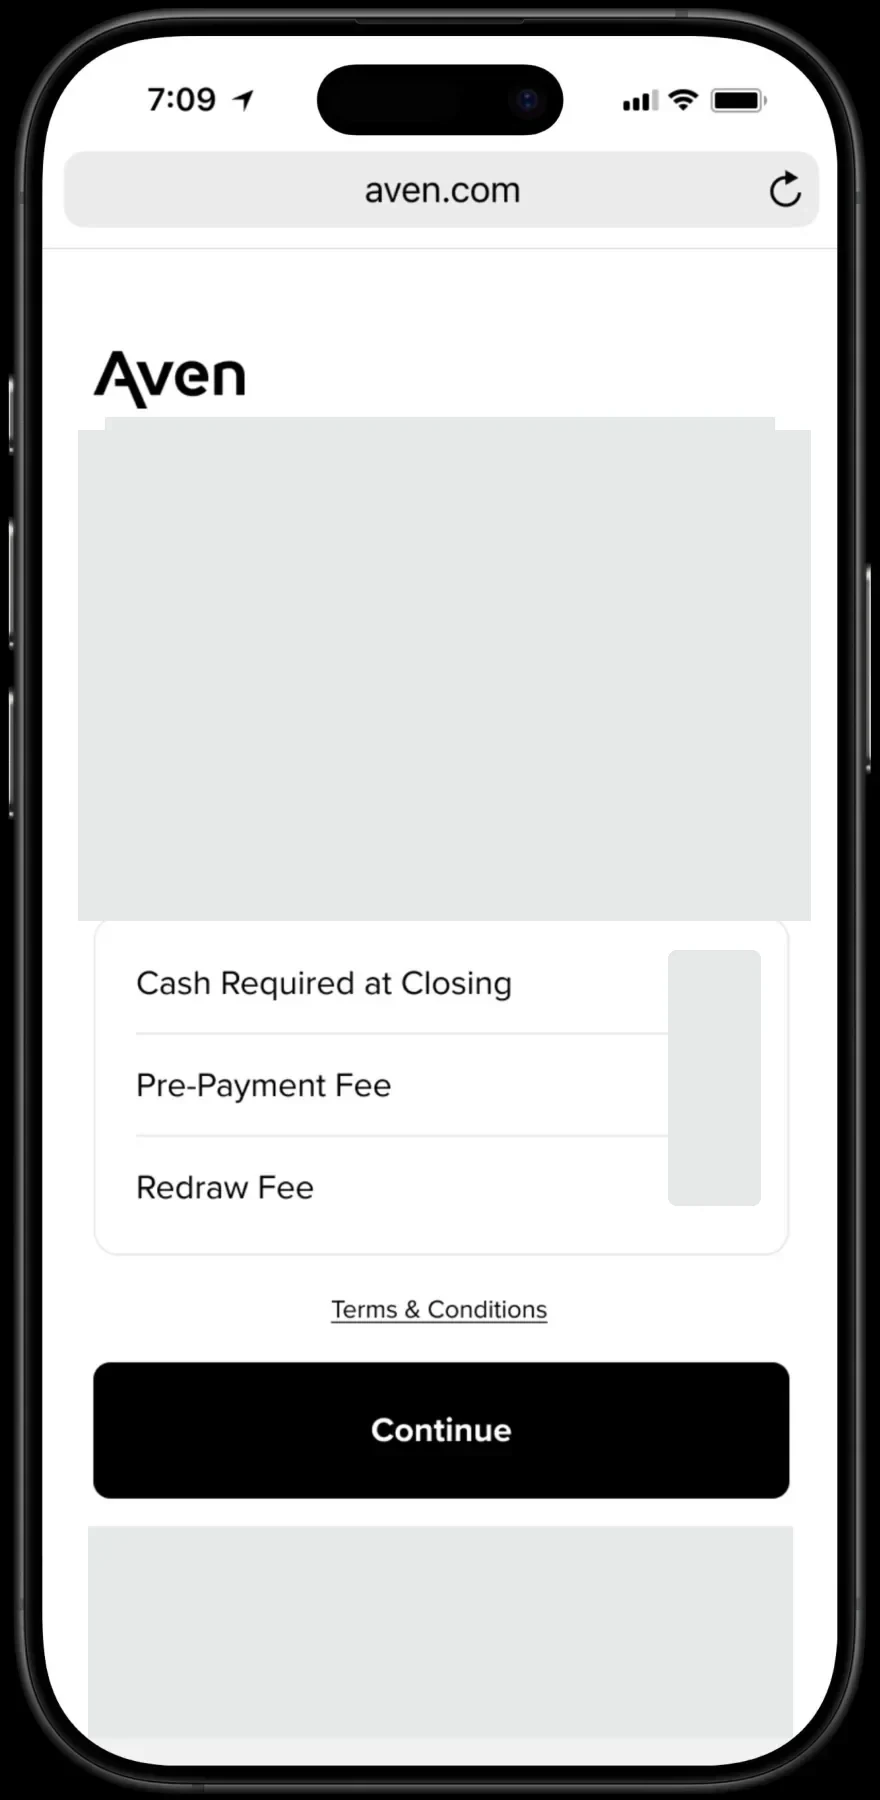 7:09
aven.com
Aven
Cash Required at Closing
Pre-Payment Fee
Redraw Fee
Terms & Conditions
Continue